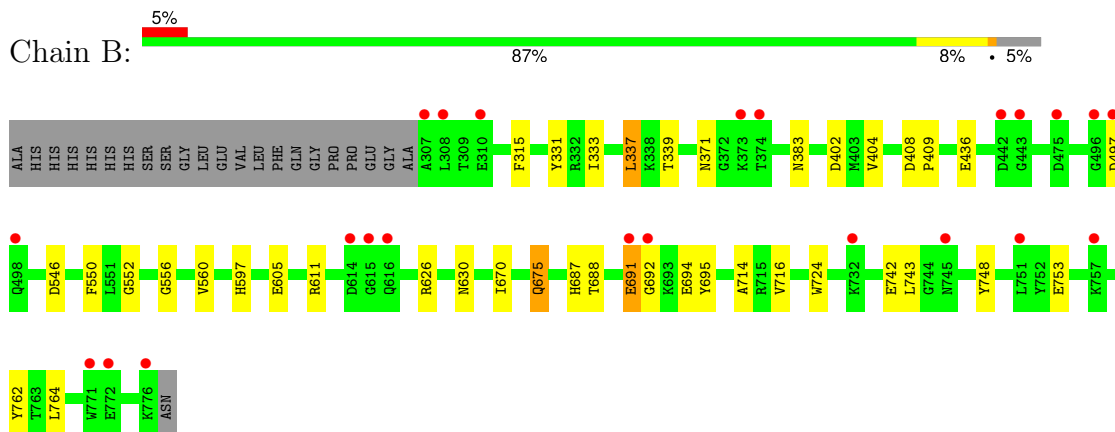 5%
Chain B:
87% 8% • 5%
ALA HIS HIS HIS HIS HIS HIS SER SER GLY LEU GLU VAL LEU PHE GLN GLY PRO PRO GLU GLY ALA A307 L308 T309 E310 F315 Y331 R332 I333 L337 K338 T339 N371 G372 K373 T374 N383 D402 M403 V404 D408 P409 E436 D442 G443 D475 G496
Q498 D546 F550 L551 G552 G556 V560 H597 E605 R611 D614 G615 Q616 R626 N630 I670 Q675 H687 T688 E691 G692 K693 E694 Y695 A714 R715 V716 W724 K732 E742 L743 G744 N745 Y748 L751 Y752 E753 K757
Y762 T763 L764 W771 E772 K776 ASN